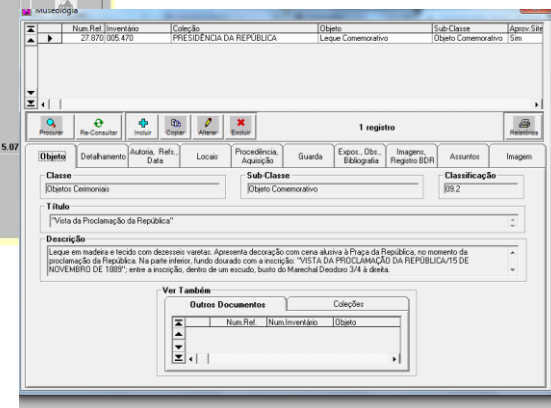 Museologia
Num.Ref. Inventário Coleção Objeto Sub-Classe Aprov.Site
27.870 005.470 PRESIDÊNCIA DA REPÚBLICA Leque Comemorativo Objeto Comemorativo Sim
Procurar Re-Consultar Incluir Copiar Alterar Excluir 1 registro Relatórios
5.07
Objeto Detalhamento Autoria, Refs., Data Locais Procedência, Aquisição Guarda Expos., Obs., Bibliografia Imagens, Registro BDR Assuntos Imagem
Classe Sub-Classe Classificação
Objetos Cerimoniais Objeto Comemorativo 09.2
Título
"Vista da Proclamação da República"
Descrição
Leque em madeira e tecido com dezesseis varetas. Apresenta decoração com cena alusiva à Praça da República, no momento da
proclamação da República. Na parte inferior, fundo dourado com a inscrição: "VISTA DA PROCLAMAÇÃO DA REPÚBLICA/15 DE
NOVEMBRO DE 1889"; entre a inscrição, dentro de um escudo, busto do Marechal Deodoro 3/4 à direita.
Ver Também
Outros Documentos Coleções
Num.Ref. Num.Inventário Objeto